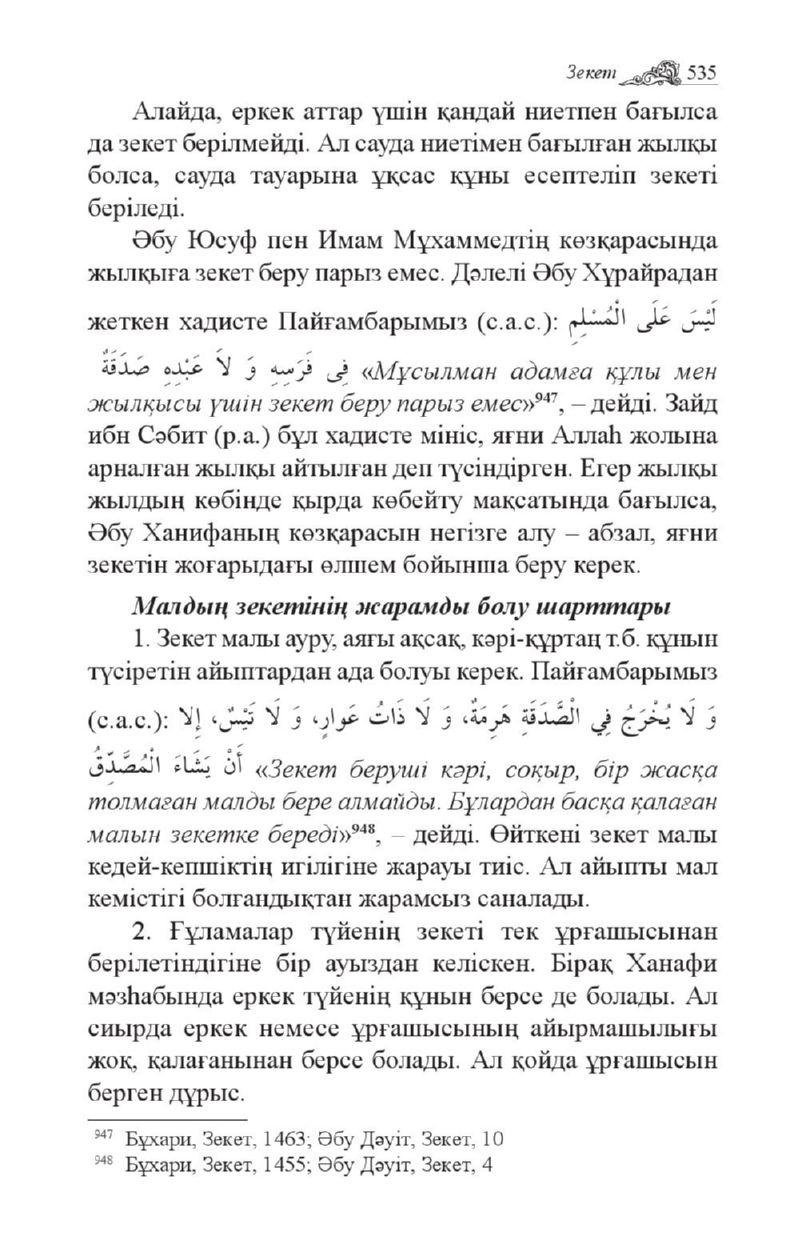 Зекет 535
Алайда, еркек аттар үшін қандай ниетпен бағылса
да зекет берілмейді. Ал сауда ниетімен бағылған жылқы
болса, сауда тауарына ұқсас құны есептеліп зекеті
беріледі.
Әбу Юсуф пен Имам Мұхаммедтің көзқарасында
жылқыға зекет беру парыз емес. Дәлелі Әбу Хұрайрадан
жеткен хадисте Пайғамбарымыз (с.а.с.): لَيْسَ عَلَى الْمُسْلِمِ
فِي فَرَسِهِ وَ لاَ عَبْدِهِ صَدَقَةٌ «Мұсылман адамға құлы мен
жылқысы үшін зекет беру парыз емес»⁹⁴⁷, – дейді. Зайд
ибн Сәбит (р.а.) бұл хадисте мініс, яғни Аллаһ жолына
арналған жылқы айтылған деп түсіндірген. Егер жылқы
жылдың көбінде қырда көбейту мақсатында бағылса,
Әбу Ханифаның көзқарасын негізге алу – абзал, яғни
зекетін жоғарыдағы өлшем бойынша беру керек.
Малдың зекетінің жарамды болу шарттары
1. Зекет малы ауру, аяғы ақсақ, кәрі-құртаң т.б. құнын
түсіретін айыптардан ада болуы керек. Пайғамбарымыз
(с.а.с.): وَ لَا يُخْرَجُ فِي الْصَّدَقَةِ هَرِمَةٌ، وَ لَا ذَاتُ عَوارٍ، وَ لَا تَيْسٌ، إلا
أَنْ يَشَاءَ الْمُصَّدِّقُ «Зекет беруші кәрі, соқыр, бір жасқа
толмаған малды бере алмайды. Бұлардан басқа қалаған
малын зекетке береді»⁹⁴⁸, – дейді. Өйткені зекет малы
кедей-кепшіктің игілігіне жарауы тиіс. Ал айыпты мал
кемістігі болғандықтан жарамсыз саналады.
2. Ғұламалар түйенің зекеті тек ұрғашысынан
берілетіндігіне бір ауыздан келіскен. Бірақ Ханафи
мәзһабында еркек түйенің құнын берсе де болады. Ал
сиырда еркек немесе ұрғашысының айырмашылығы
жоқ, қалағанынан берсе болады. Ал қойда ұрғашысын
берген дұрыс.
⁹⁴⁷ Бұхари, Зекет, 1463; Әбу Дәуіт, Зекет, 10
⁹⁴⁸ Бұхари, Зекет, 1455; Әбу Дәуіт, Зекет, 4